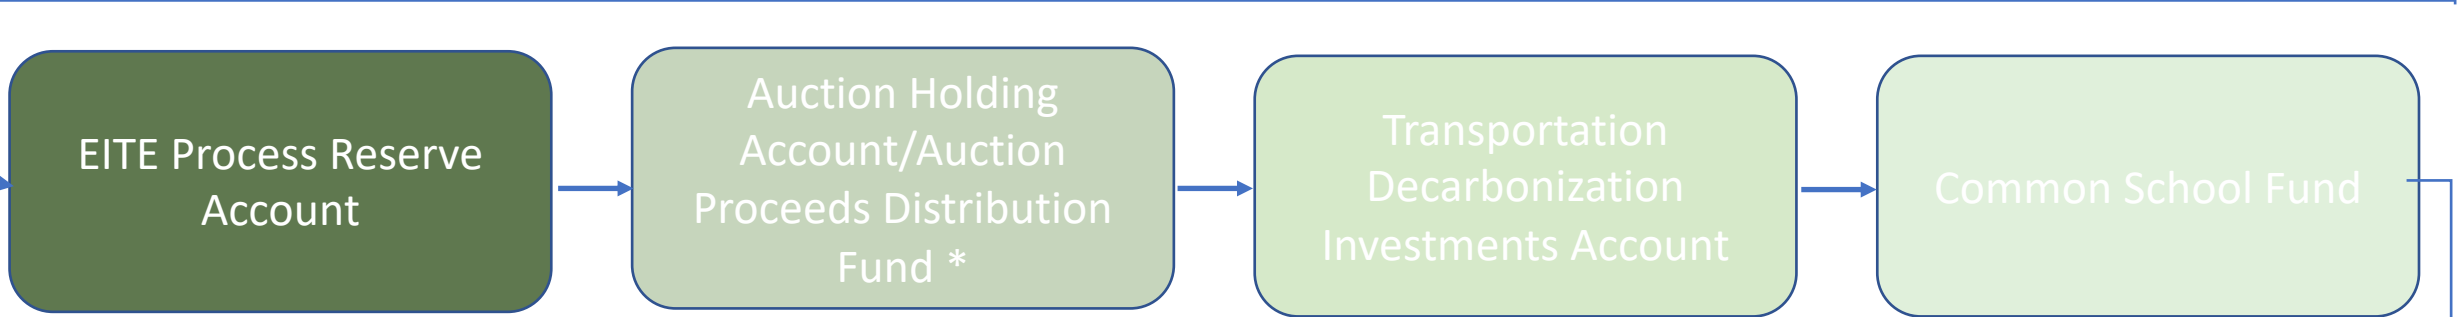 EITE Process Reserve
Account
Auction Holding
Account/Auction
Proceeds Distribution
Fund *
Transportation
Decarbonization
Investments Account
Common School Fund